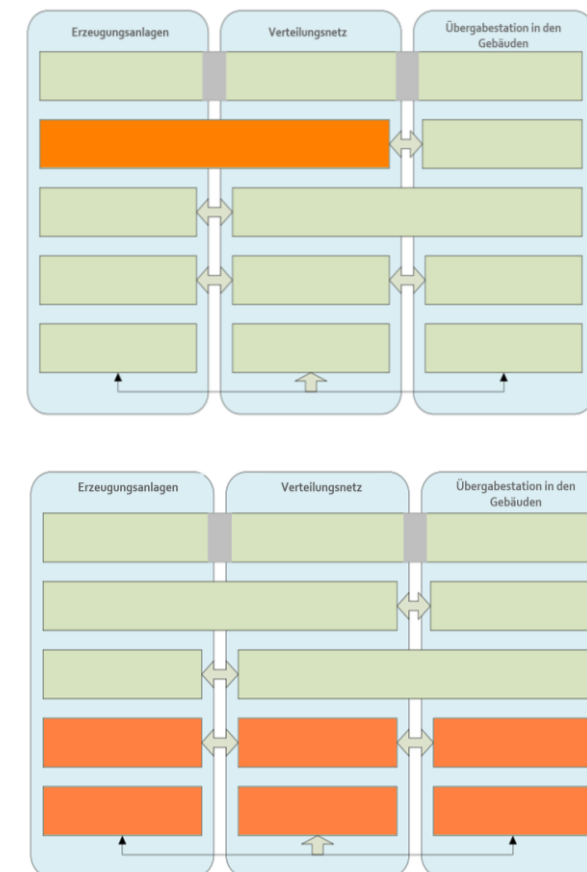 Erzeugungsanlagen
Verteilungsnetz
Übergabestation in den
Gebäuden
Erzeugungsanlagen
Verteilungsnetz
Übergabestation in den
Gebäuden